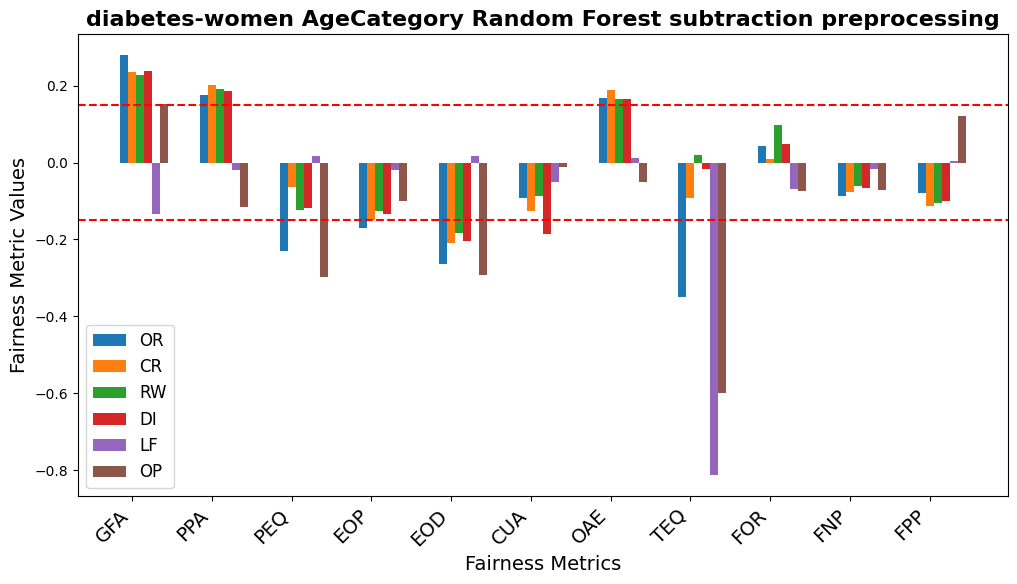 diabetes-women AgeCategory Random Forest subtraction preprocessing
Fairness Metric Values
0.2
0.0
−0.2
−0.4
−0.6
−0.8
OR
CR
RW
DI
LF
OP
GFA
PPA
PEQ
EOP
EOD
CUA
OAE
TEQ
FOR
FNP
FPP
Fairness Metrics